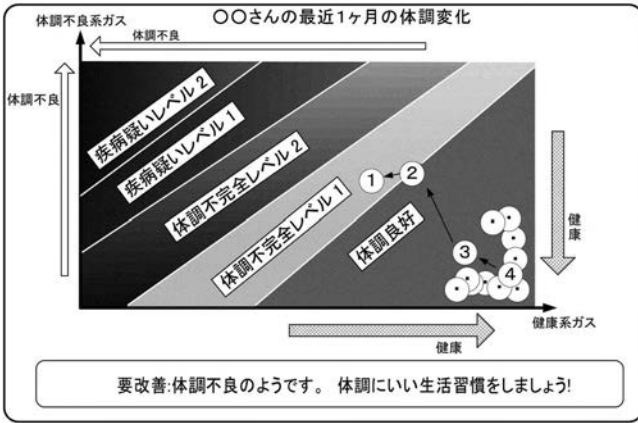 体調不良系ガス
〇〇さんの最近1ヶ月の体調変化
体調不良
体調不良
疾病疑いレベル2
疾病疑いレベル1
体調不完全レベル2
体調不完全レベル1
体調良好
1
2
3
4
健康
健康系ガス
健康
要改善:体調不良のようです。 体調にいい生活習慣をしましょう!